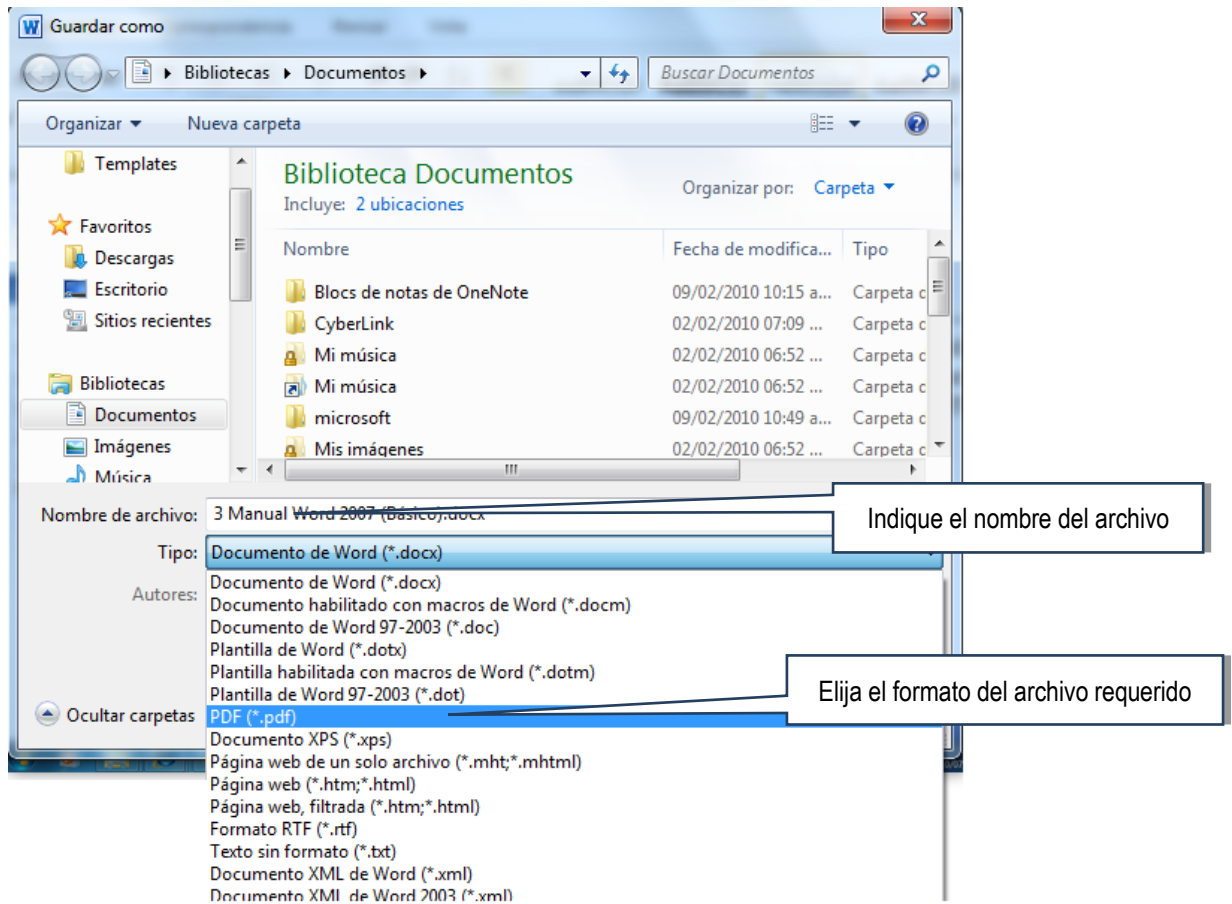 Guardar como
Bibliotecas Documentos
Buscar Documentos
Organizar Nueva carpeta
Templates
Favoritos
Descargas
Escritorio
Sitios recientes
Bibliotecas
Documentos
Imágenes
Música
Biblioteca Documentos
Incluye: 2 ubicaciones
Organizar por: Carpeta
Nombre Fecha de modifica... Tipo
Blocs de notas de OneNote 09/02/2010 10:15 a... Carpeta
CyberLink 02/02/2010 07:09 ... Carpeta
Mi música 02/02/2010 06:52 ... Carpeta
Mi música 02/02/2010 06:52 ... Carpeta
microsoft 09/02/2010 10:49 a... Carpeta
Mis imágenes 02/02/2010 06:52 ... Carpeta
Nombre de archivo: 3 Manual Word 2007 (Básico).docx
Indique el nombre del archivo
Tipo: Documento de Word (*.docx)
Autores:
Documento de Word (*.docx)
Documento habilitado con macros de Word (*.docm)
Documento de Word 97-2003 (*.doc)
Plantilla de Word (*.dotx)
Plantilla habilitada con macros de Word (*.dotm)
Plantilla de Word 97-2003 (*.dot)
Elija el formato del archivo requerido
Ocultar carpetas
PDF (*.pdf)
Documento XPS (*.xps)
Página web de un solo archivo (*.mht;*.mhtml)
Página web (*.htm;*.html)
Página web, filtrada (*.htm;*.html)
Formato RTF (*.rtf)
Texto sin formato (*.txt)
Documento XML de Word (*.xml)
Documento XML de Word 2003 (*.xml)